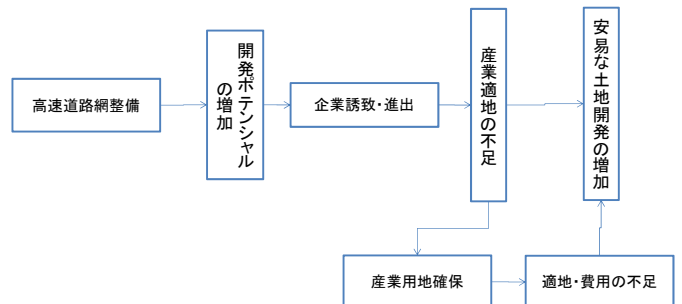 高速道路網整備
開発ポテンシャル
の増加
企業誘致・進出
産業適地の不足
安易な土地開発の増加
産業用地確保
適地・費用の不足